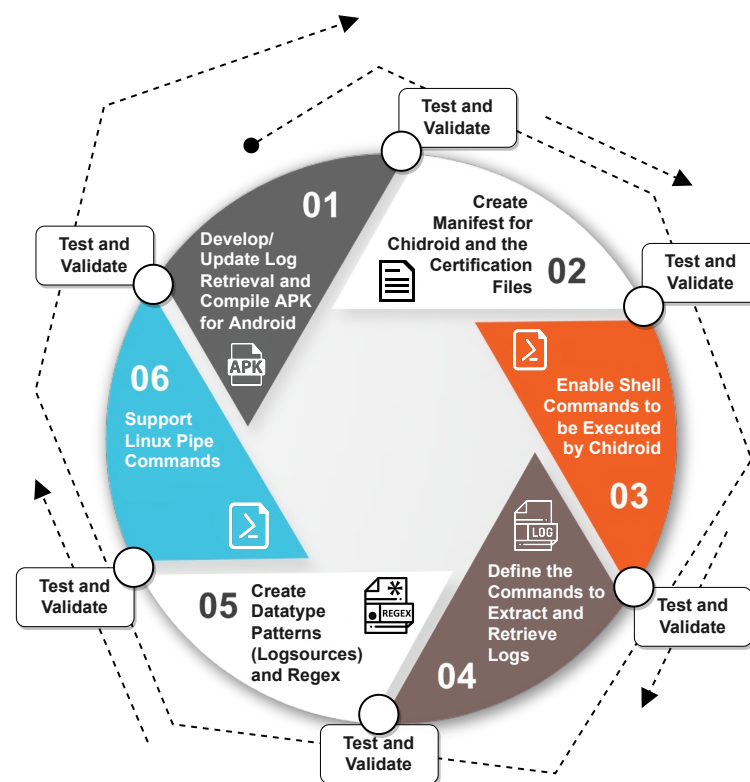 Test and
Validate
01
Develop/
Update Log
Retrieval and
Compile APK
for Android
APK
Create
Manifest for
Chidroid and the
Certification
Files
02
Test and
Validate
Test and
Validate
Enable Shell
Commands to
be Executed
by Chidroid
03
Test and
Validate
Define the
Commands to
Extract and
Retrieve
Logs
LOG
04
Test and
Validate
05
Create
Datatype
Patterns
(Logsources)
and Regex
REGEX
Test and
Validate
06
Support
Linux Pipe
Commands
Test and
Validate